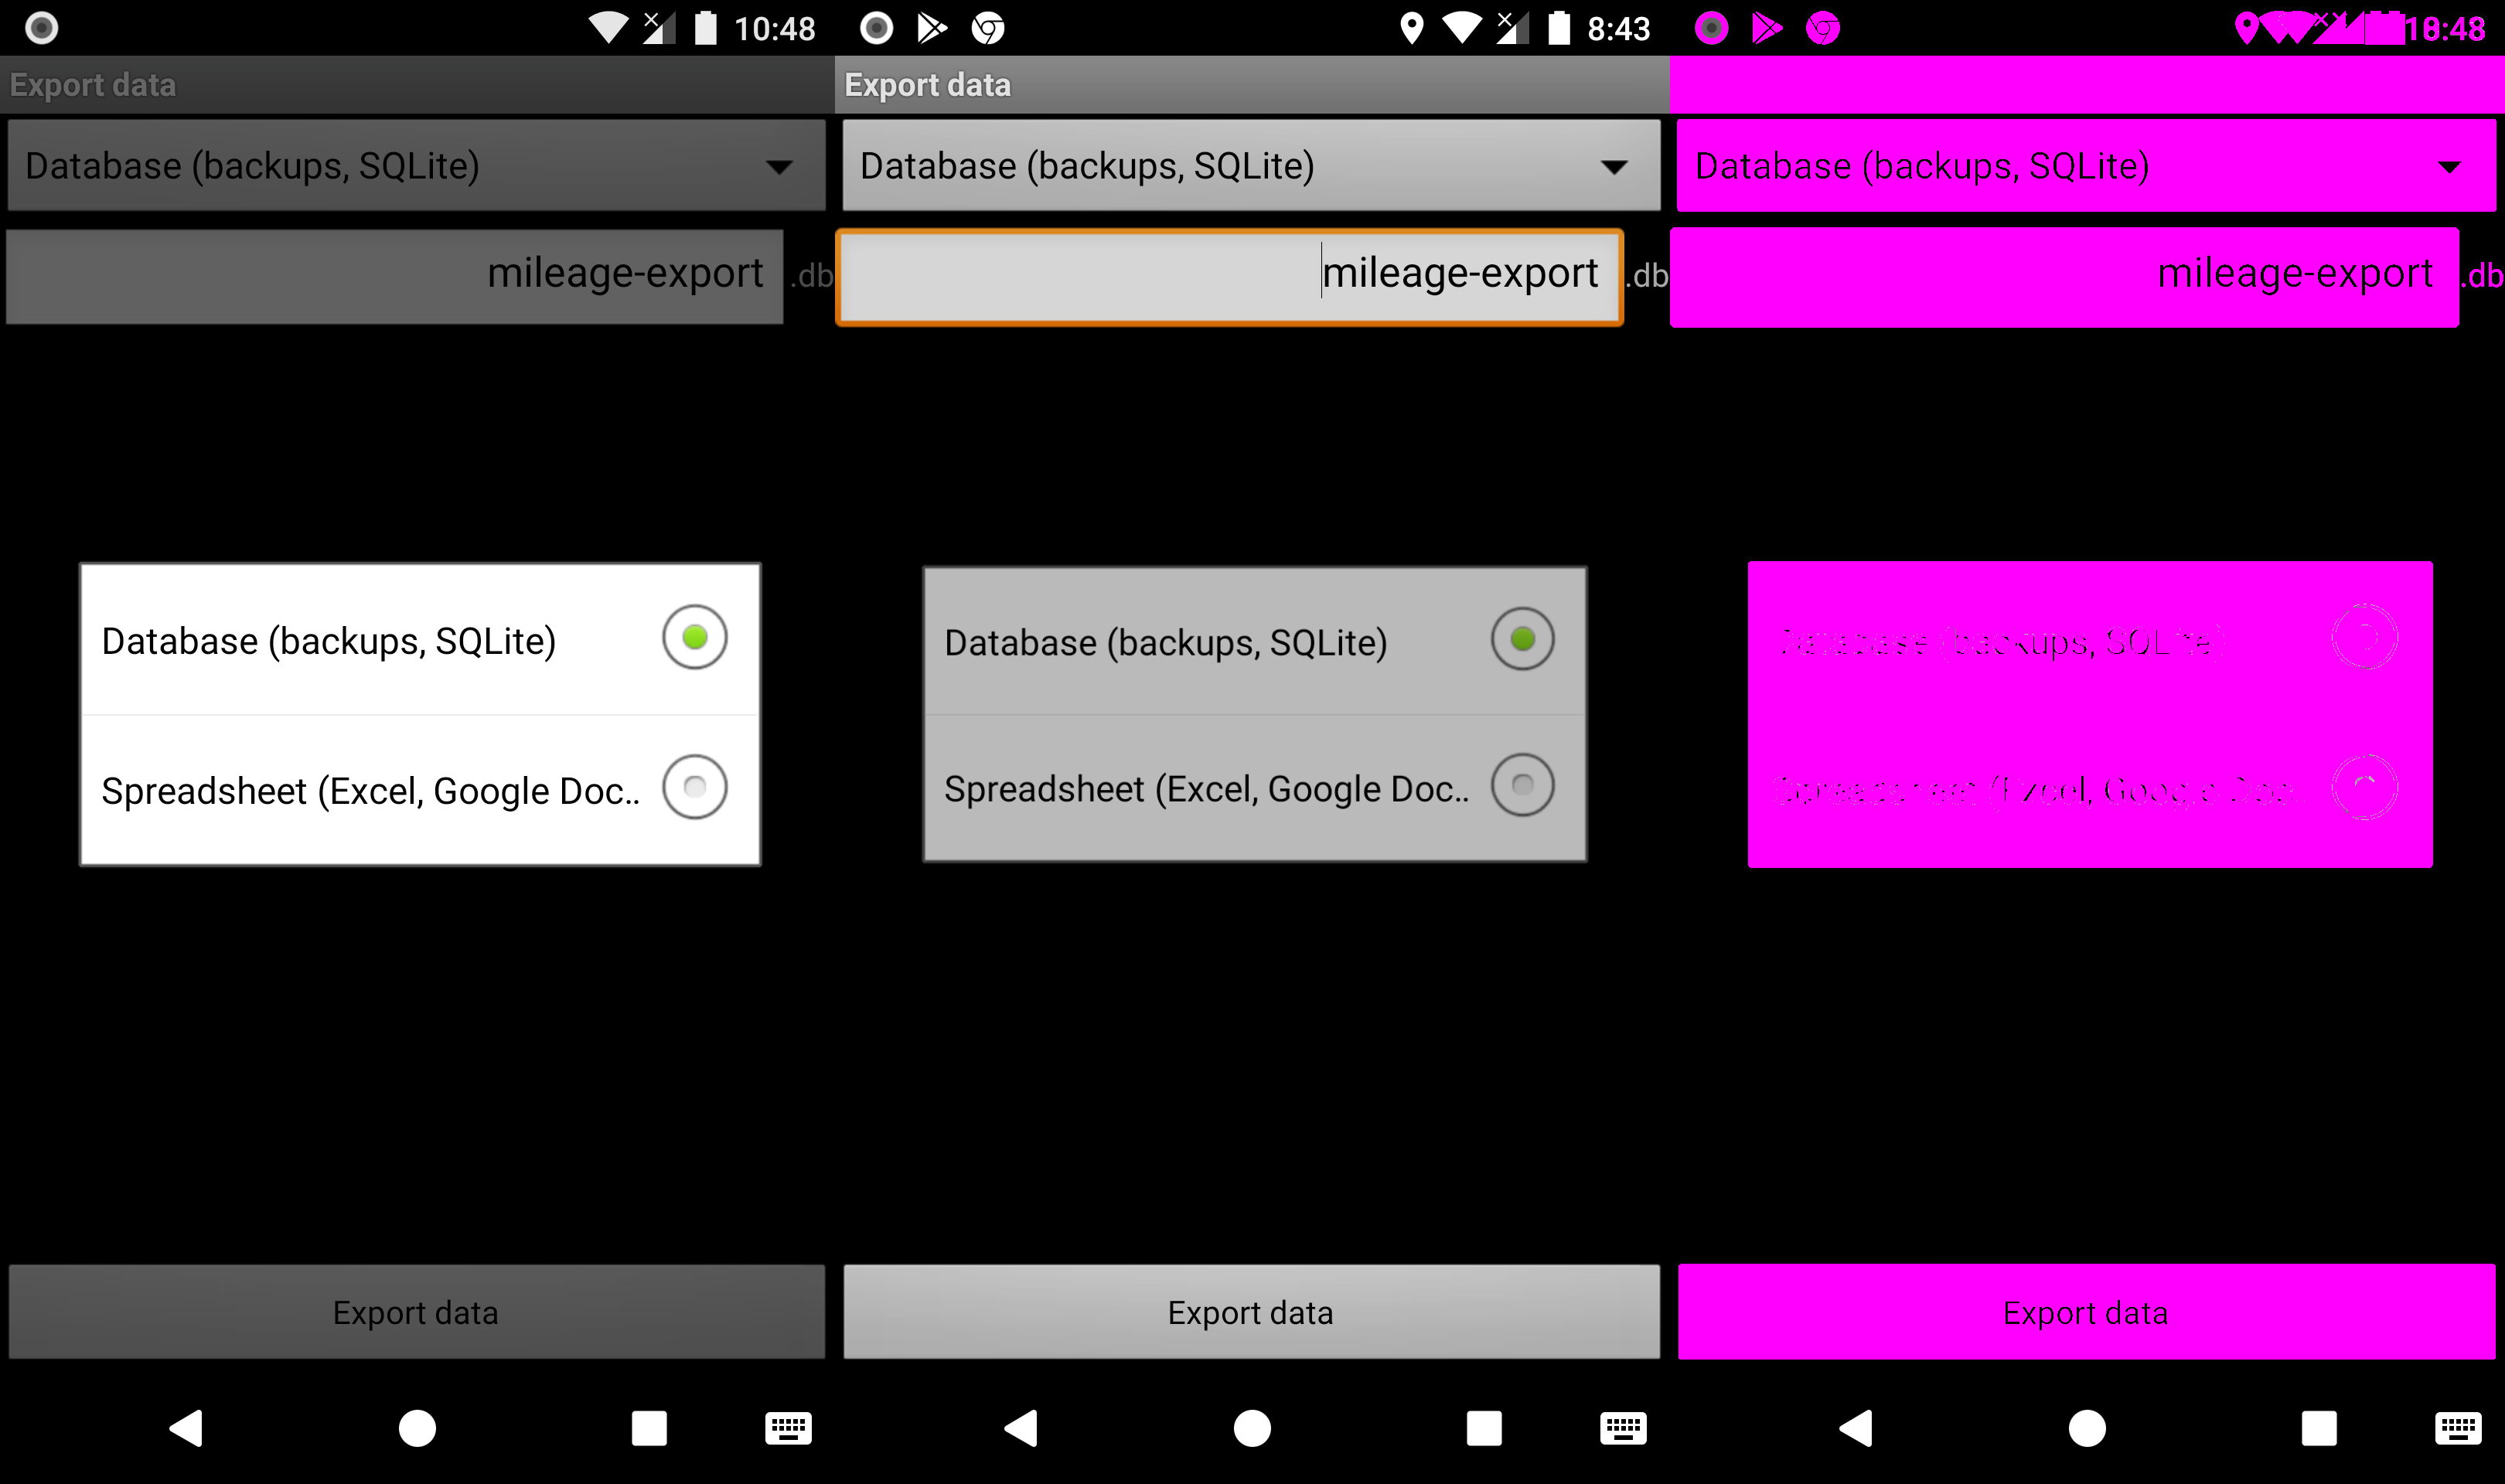 10:48
Export data
Database (backups, SQLite)
mileage-export .db
Database (backups, SQLite)
Spreadsheet (Excel, Google Doc..
Export data
8:43
Export data
Database (backups, SQLite)
mileage-export .db
Database (backups, SQLite)
Spreadsheet (Excel, Google Doc..
Export data
Database (backups, SQLite)
mileage-export .db
Database (backups, SQLite)
Spreadsheet (Excel, Google Doc..
Export data